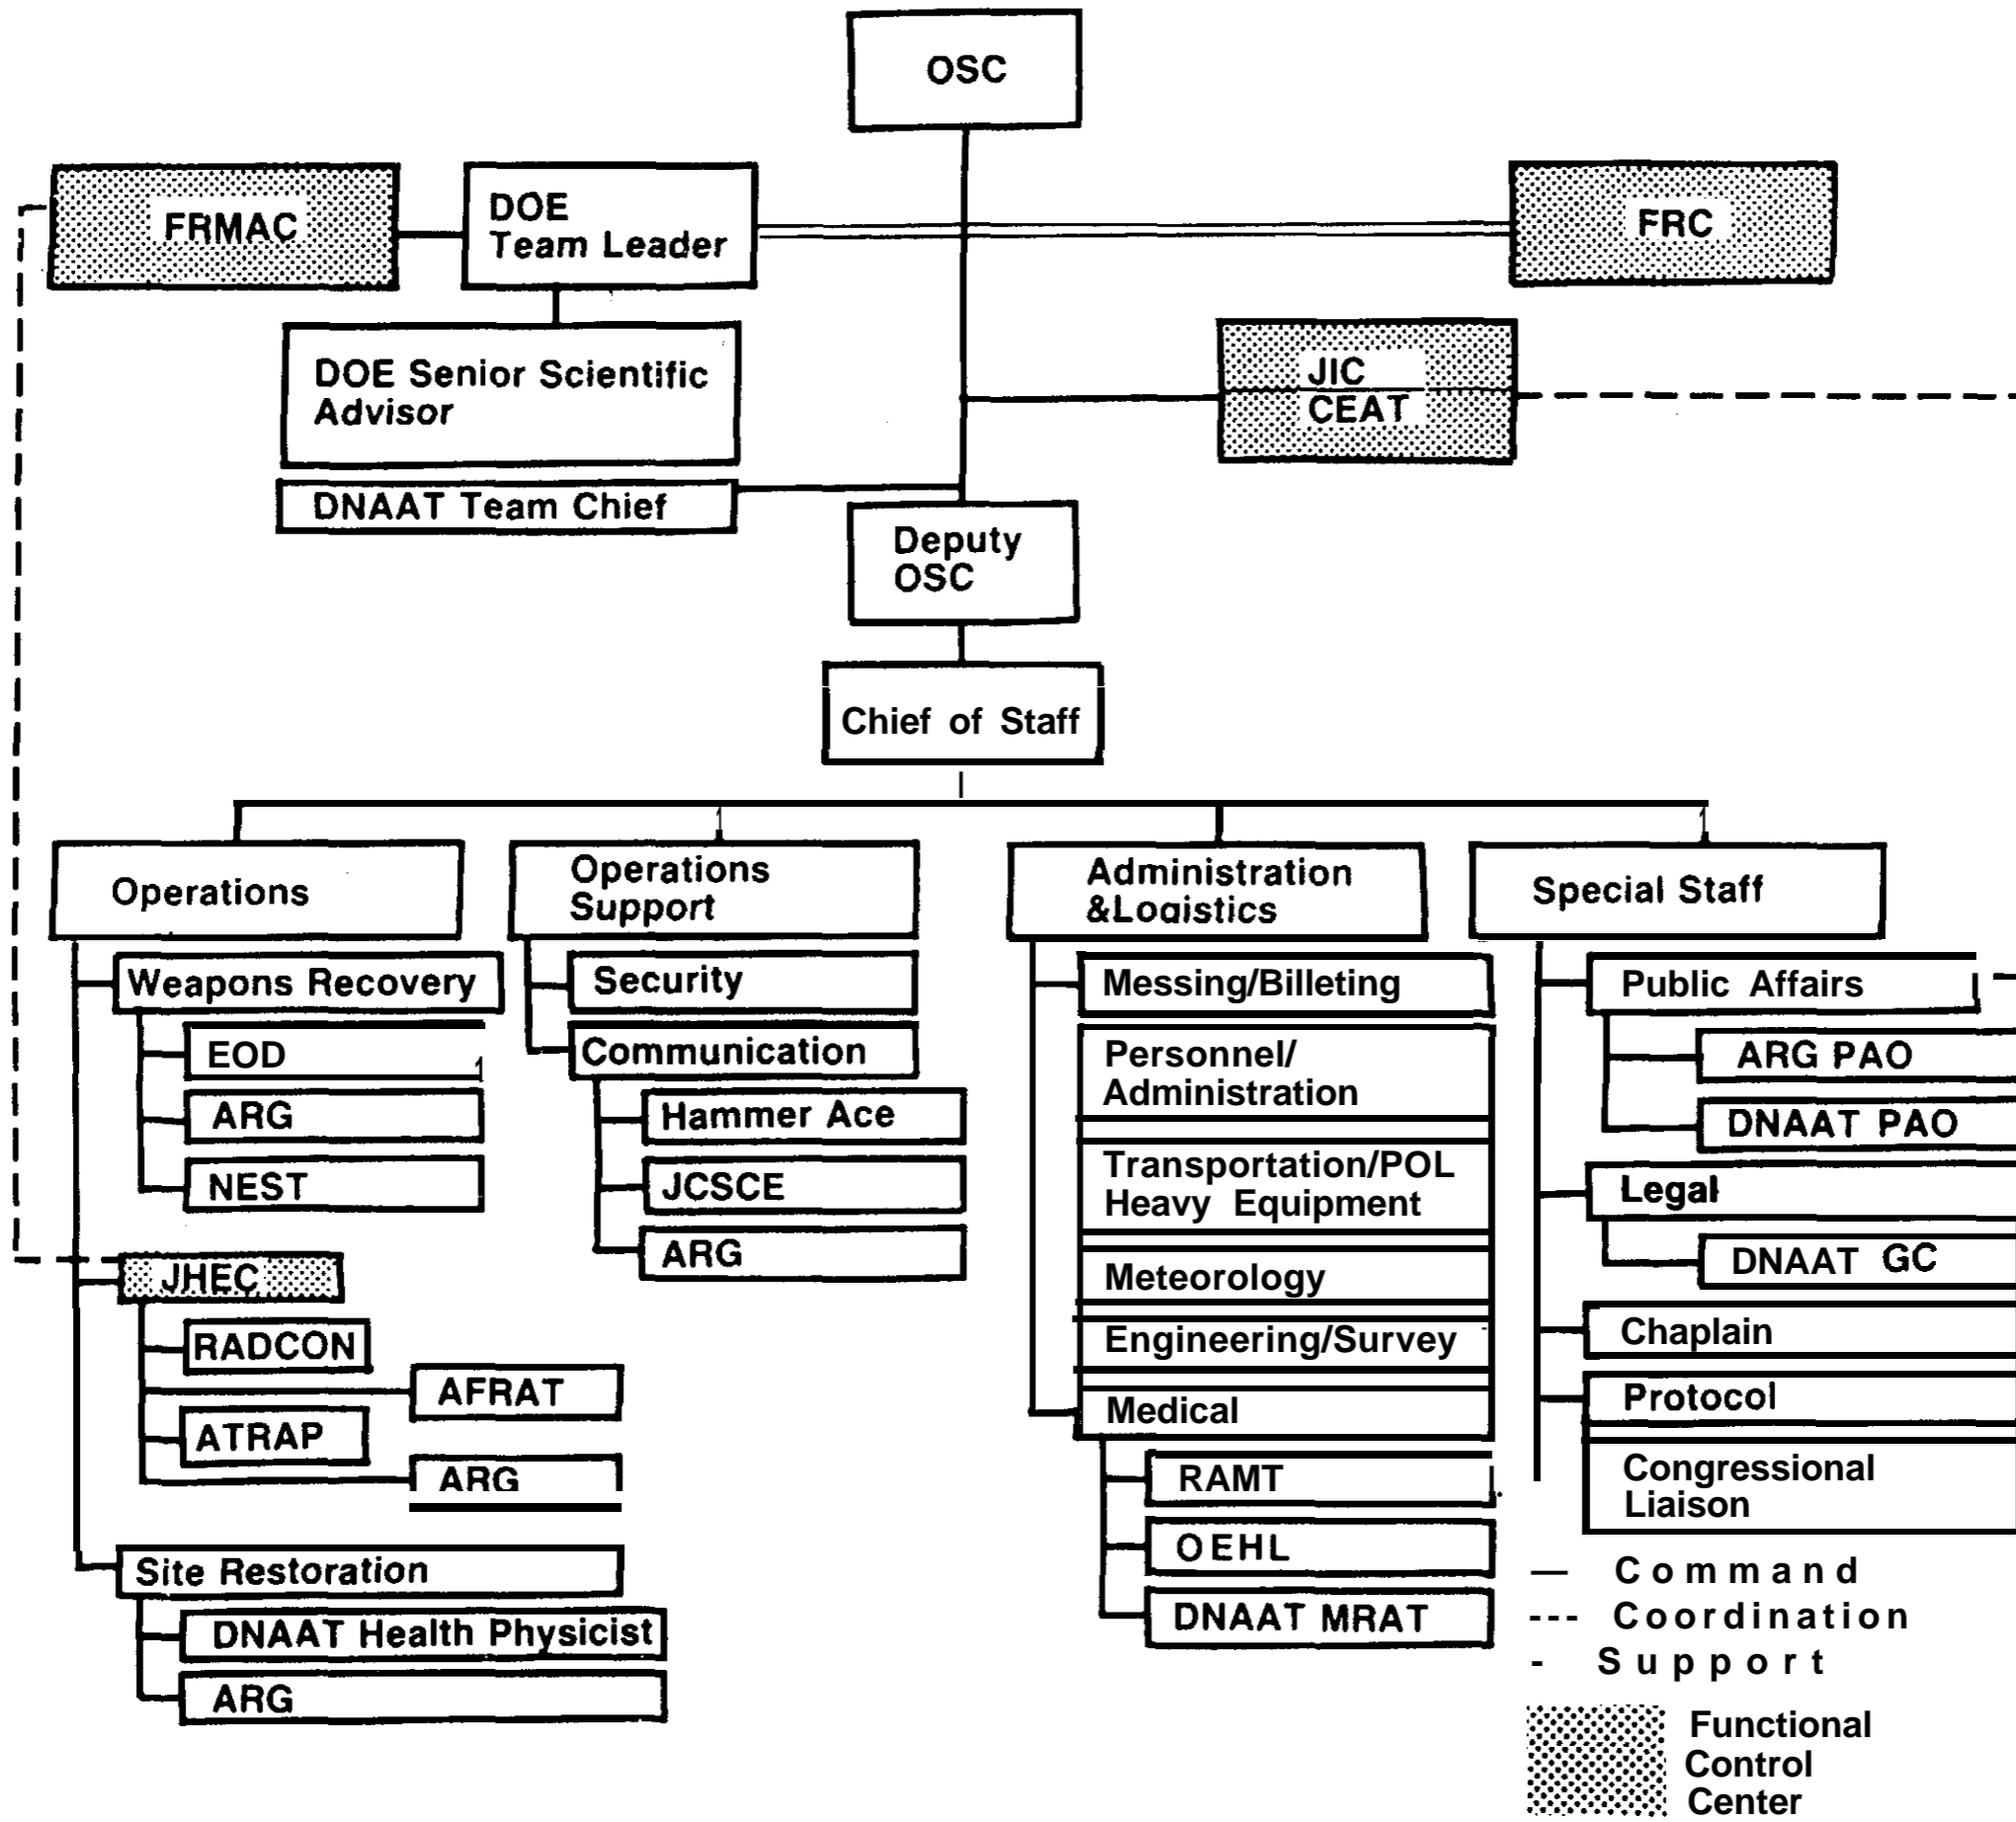 OSC
FRMAC
DOE
Team Leader
FRC
DOE Senior Scientific
Advisor
JIC
CEAT
DNAAT Team Chief
Deputy
OSC
Chief of Staff
Operations
Weapons Recovery
EOD
ARG
NEST
JHEC
RADCON
AFRAT
ATRAP
ARG
Site Restoration
DNAAT Health Physicist
ARG
Operations
Support
Security
Communication
Hammer Ace
JCSCE
ARG
Administration
&Logistics
Messing/Billeting
Personnel/
Administration
Transportation/POL
Heavy Equipment
Meteorology
Engineering/Survey
Medical
RAMT
OEHL
DNAAT MRAT
Special Staff
Public Affairs
ARG PAO
DNAAT PAO
Legal
DNAAT GC
Chaplain
Protocol
Congressional
Liaison
— Command
--- Coordination
- Support
Functional
Control
Center